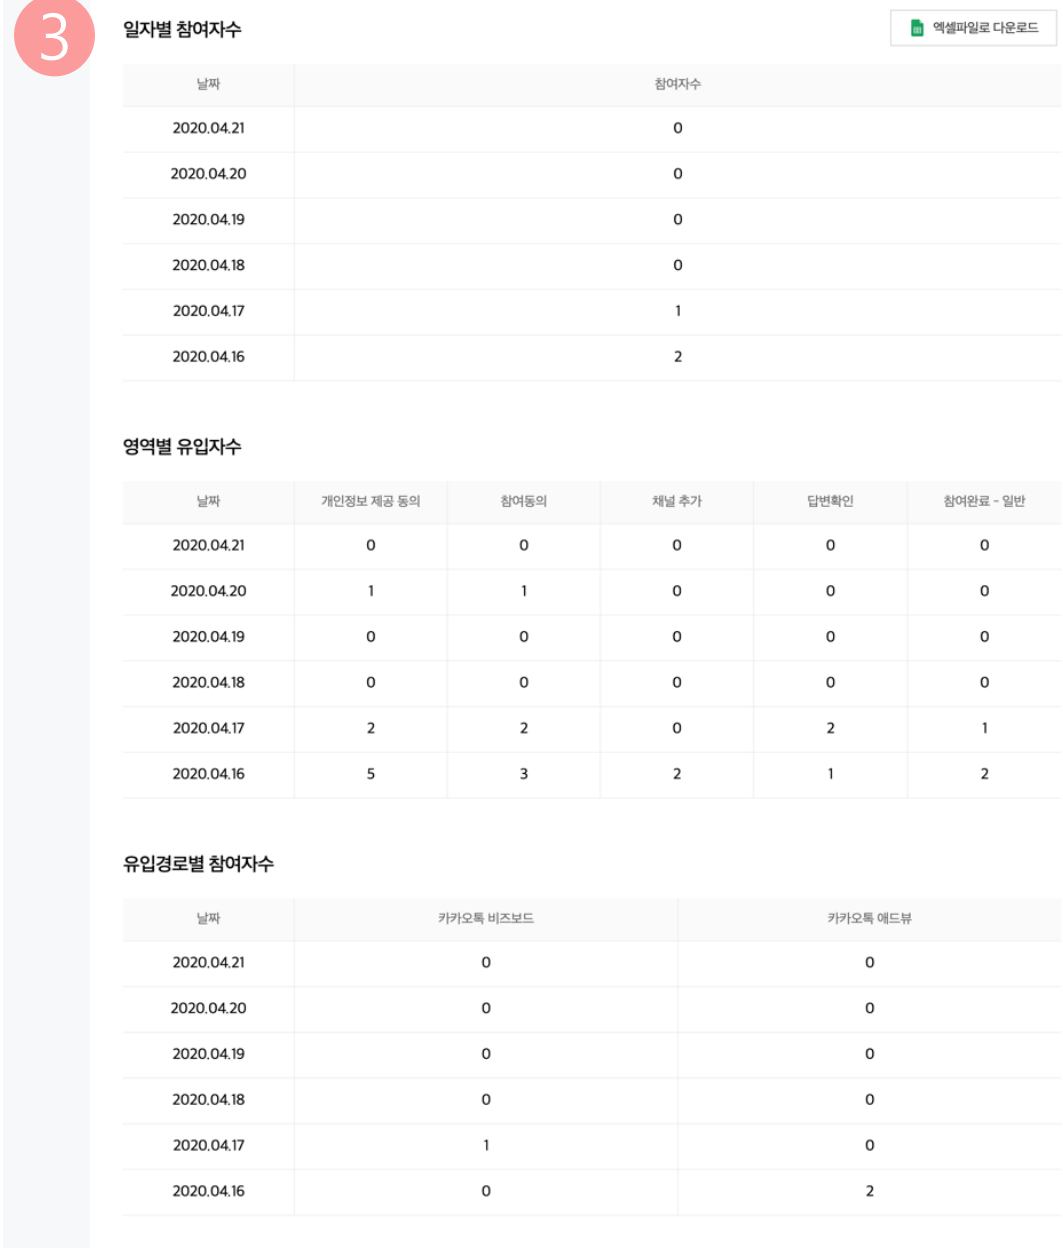 3
일자별 참여자수
엑셀파일로 다운로드
날짜 참여자수
2020.04.21 0
2020.04.20 0
2020.04.19 0
2020.04.18 0
2020.04.17 1
2020.04.16 2
영역별 유입자수
날짜 개인정보 제공 동의 참여동의 채널 추가 답변확인 참여완료 - 일반
2020.04.21 0 0 0 0 0
2020.04.20 1 1 0 0 0
2020.04.19 0 0 0 0 0
2020.04.18 0 0 0 0 0
2020.04.17 2 2 0 2 1
2020.04.16 5 3 2 1 2
유입경로별 참여자수
날짜 카카오톡 비즈보드 카카오톡 애드뷰
2020.04.21 0 0
2020.04.20 0 0
2020.04.19 0 0
2020.04.18 0 0
2020.04.17 1 0
2020.04.16 0 2